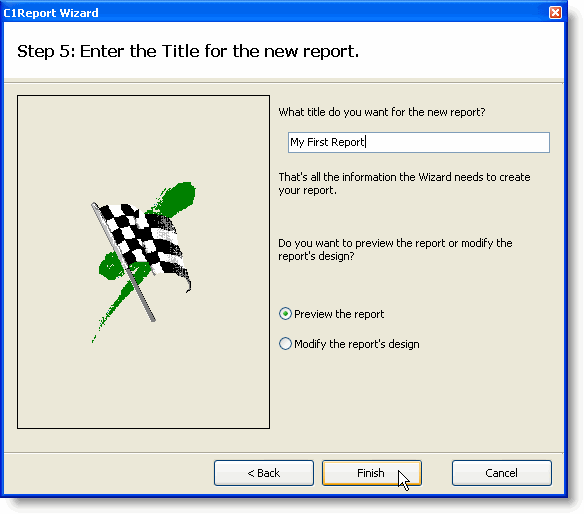 C1Report Wizard
Step 5: Enter the Title for the new report.
What title do you want for the new report?
My First Report
That's all the information the Wizard needs to create
your report.
Do you want to preview the report or modify the
report's design?
Preview the report
Modify the report's design
< Back
Finish
Cancel